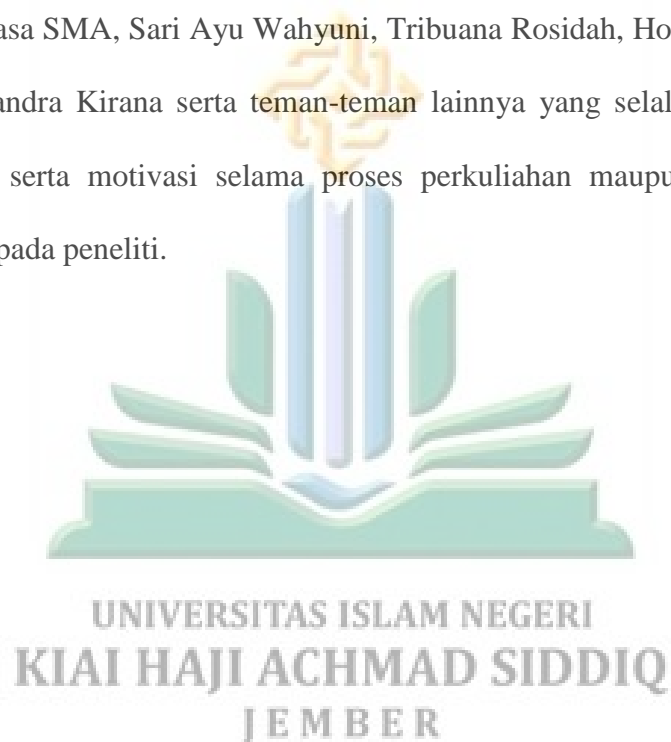 asa SMA, Sari Ayu Wahyuni, Tribuana Rosidah, Ho
andra Kirana serta teman-teman lainnya yang selal
serta motivasi selama proses perkuliahan maupu
pada peneliti.
UNIVERSITAS ISLAM NEGERI
KIAI HAJI ACHMAD SIDDIQ
JEMBER